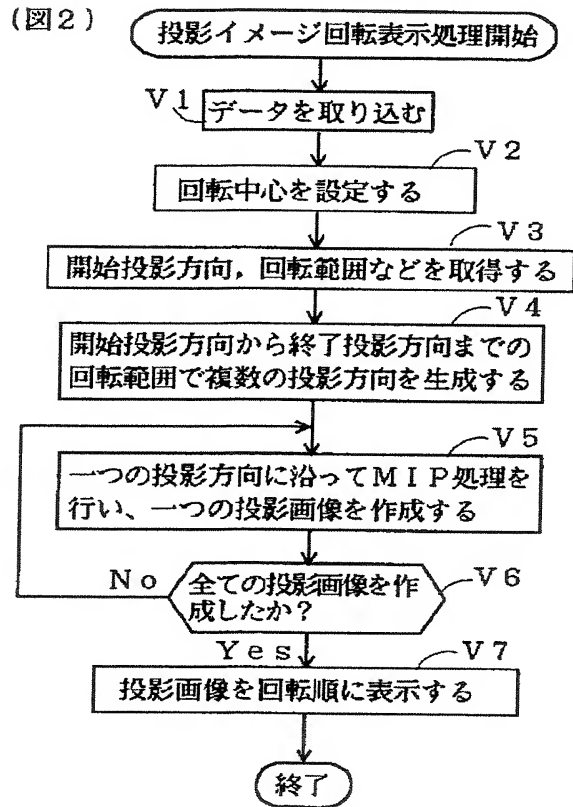 (図2)
投影イメージ回転表示処理開始
V1
データを取り込む
V2
回転中心を設定する
V3
開始投影方向，回転範囲などを取得する
V4
開始投影方向から終了投影方向までの
回転範囲で複数の投影方向を生成する
V5
一つの投影方向に沿ってＭＩＰ処理を
行い、一つの投影画像を作成する
No
全ての投影画像を作
成したか？
V6
Yes
V7
投影画像を回転順に表示する
終了